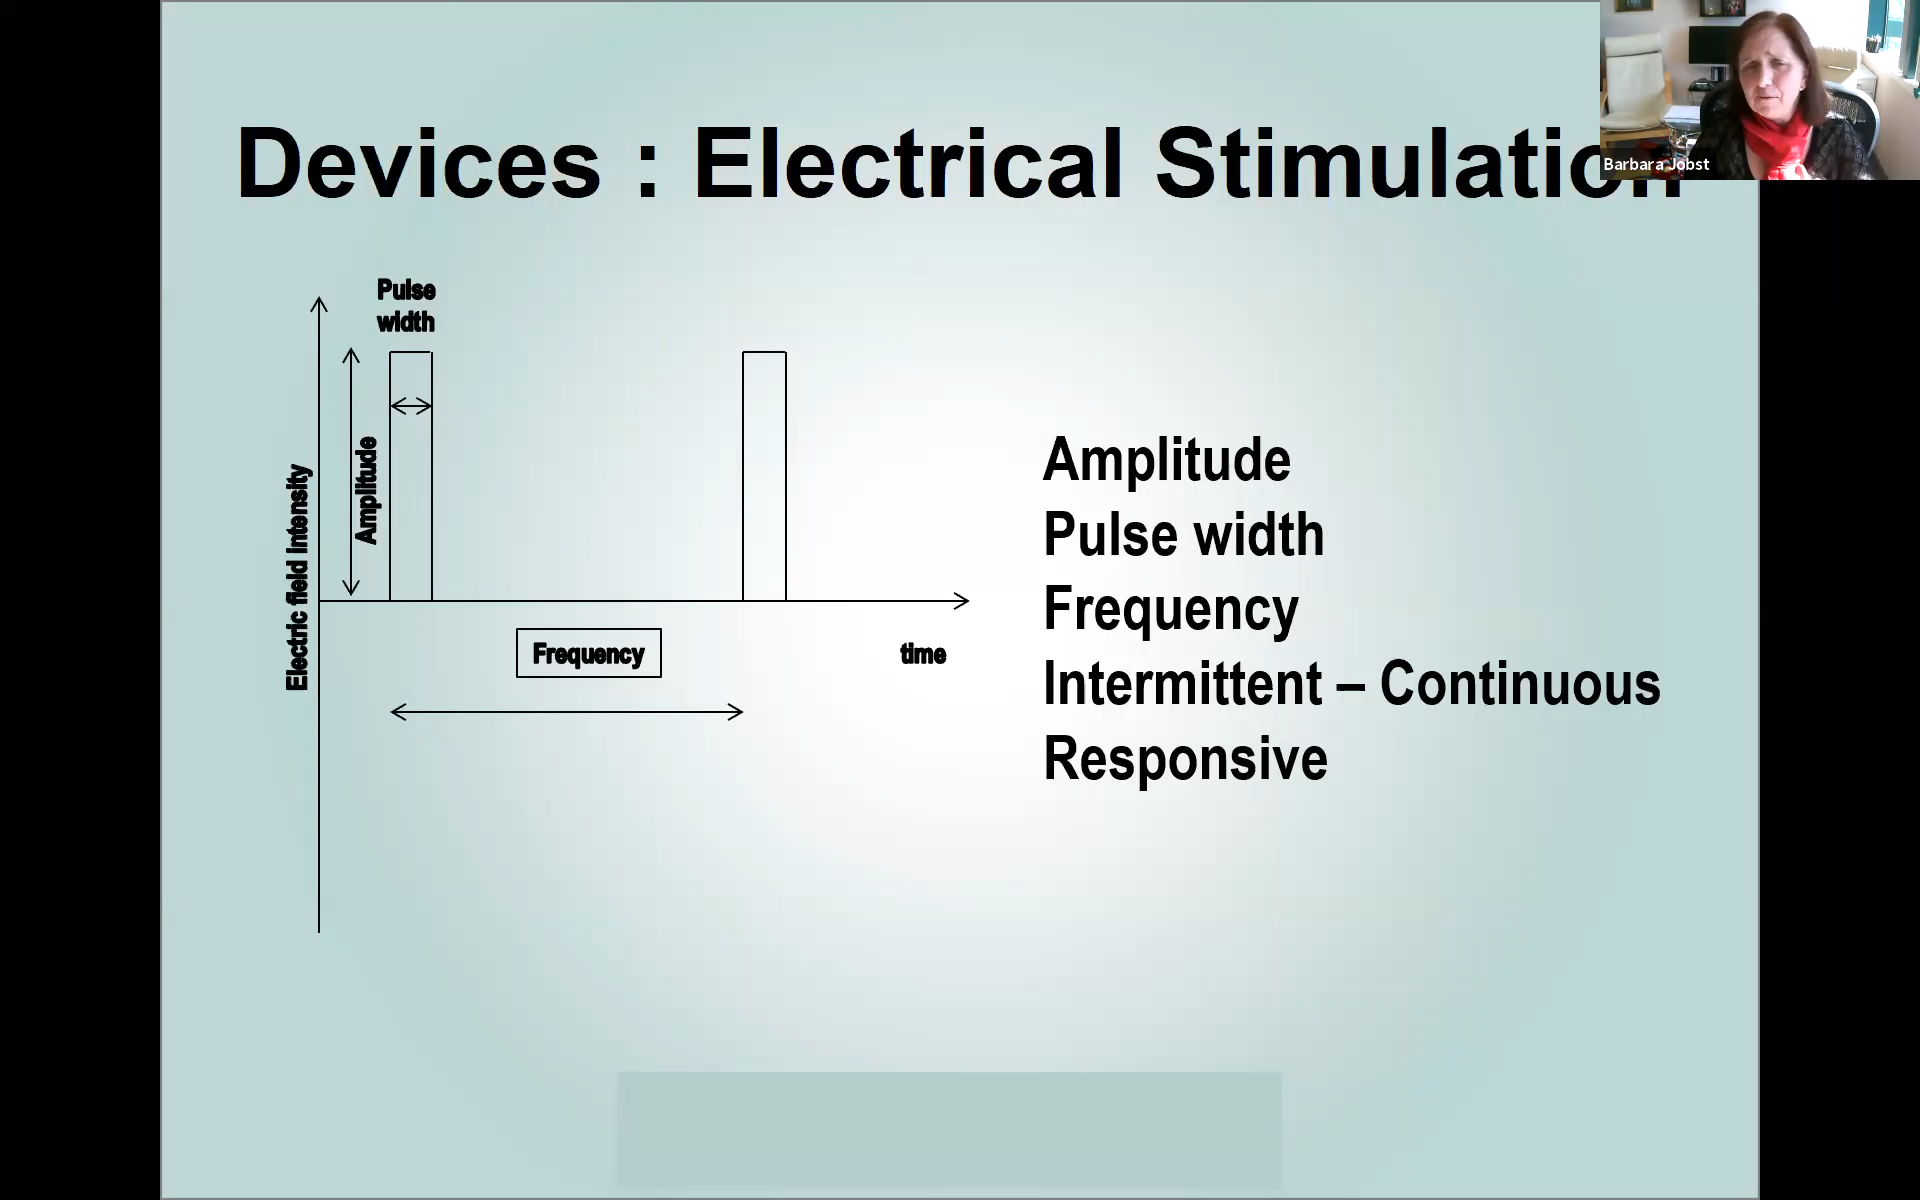 Devices : Electrical Stimulation
Barbara Jobst
Pulse
width
Amplitude
Electric field intensity
Frequency
time
Amplitude
Pulse width
Frequency
Intermittent – Continuous
Responsive